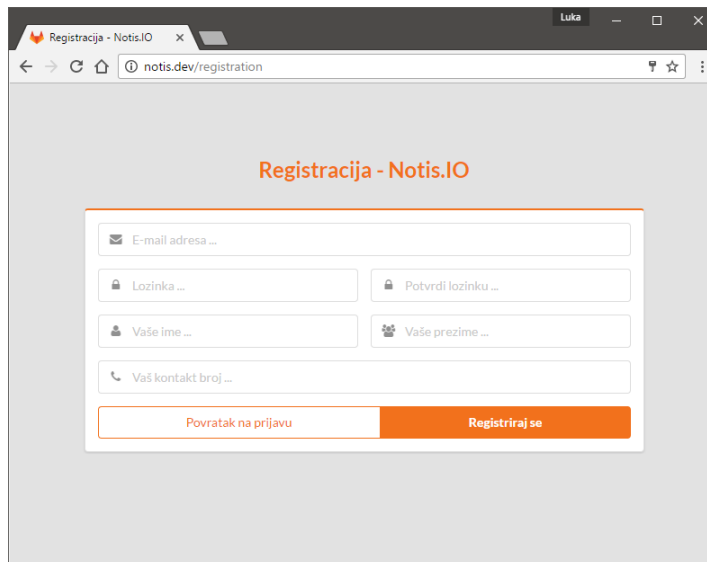 Luka
Registracija - Notis.IO
notis.dev/registration
Registracija - Notis.IO
E-mail adresa ...
Lozinka ... Potvrdi lozinku ...
Vaše ime ... Vaše prezime ...
Vaš kontakt broj ...
Povratak na prijavu Registriraj se